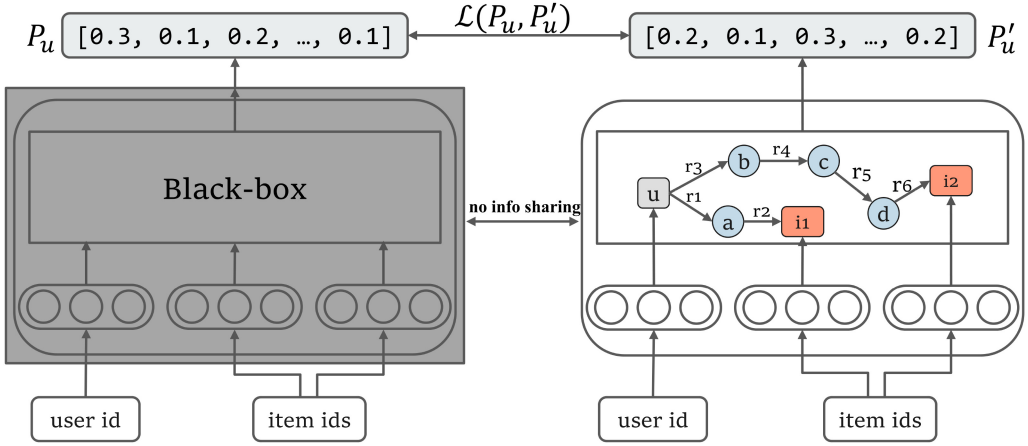 P_u [0.3, 0.1, 0.2, …, 0.1] ℒ(P_u, P'_u) [0.2, 0.1, 0.3, …, 0.2] P'_u
Black-box
no info sharing
u
r3
r1
b
r4
c
r5
r6
i2
a
r2
i1
d
user id
item ids
user id
item ids